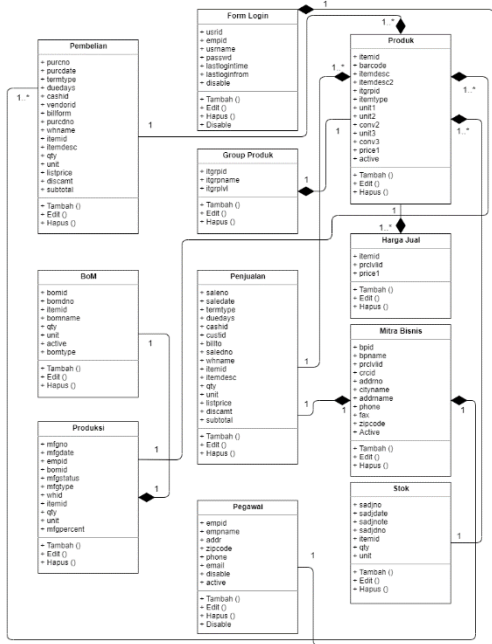 Pembelian
+ purcno
+ purcdate
+ termtype
+ duedays
+ cashid
+ vendorid
+ billform
+ purcdno
+ whname
+ itemid
+ itemdesc
+ qty
+ unit
+ listprice
+ discamt
+ subtotal
+ Tambah ()
+ Edit ()
+ Hapus ()
1..*
1
Form Login
+ usrid
+ empid
+ usrname
+ passwd
+ lastlogintime
+ lastloginfrom
+ disable
+ Tambah ()
+ Edit ()
+ Hapus ()
+ Disable
1
1..*
Produk
+ itemid
+ barcode
+ itemdesc
+ itemdesc2
+ itgrpid
+ itemtype
+ unit1
+ unit2
+ conv2
+ unit3
+ conv3
+ price1
+ active
+ Tambah ()
+ Edit ()
+ Hapus ()
1..*
1
1..*
1..*
1
1..*
Group Produk
+ itgrpid
+ itgrpname
+ itgrplvl
+ Tambah ()
+ Edit ()
+ Hapus ()
1
Harga Jual
+ itemid
+ prclvlid
+ price1
+ Tambah ()
+ Edit ()
+ Hapus ()
BoM
+ bomid
+ bomdno
+ itemid
+ bomname
+ qty
+ unit
+ active
+ bomtype
+ Tambah ()
+ Edit ()
+ Hapus ()
1
Penjualan
+ saleno
+ saledate
+ termtype
+ duedays
+ cashid
+ custid
+ billto
+ saledno
+ whname
+ itemid
+ itemdesc
+ qty
+ unit
+ listprice
+ discamt
+ subtotal
+ Tambah ()
+ Edit ()
+ Hapus ()
1
1
Mitra Bisnis
+ bpid
+ bpname
+ prclvlid
+ crcid
+ addrno
+ cityname
+ addrname
+ phone
+ fax
+ zipcode
+ Active
+ Tambah ()
+ Edit ()
+ Hapus ()
1
1
Produksi
+ mfgno
+ mfgdate
+ empid
+ bomid
+ mfgstatus
+ mfgtype
+ whid
+ itemid
+ qty
+ unit
+ mfgpercent
+ Tambah ()
+ Edit ()
+ Hapus ()
1
1
Pegawai
+ empid
+ empname
+ addr
+ zipcode
+ phone
+ email
+ disable
+ active
+ Tambah ()
+ Edit ()
+ Hapus ()
+ Disable
1
Stok
+ sadjno
+ sadjdate
+ sadjnote
+ sadjdno
+ itemid
+ qty
+ unit
+ Tambah ()
+ Edit ()
+ Hapus ()
1